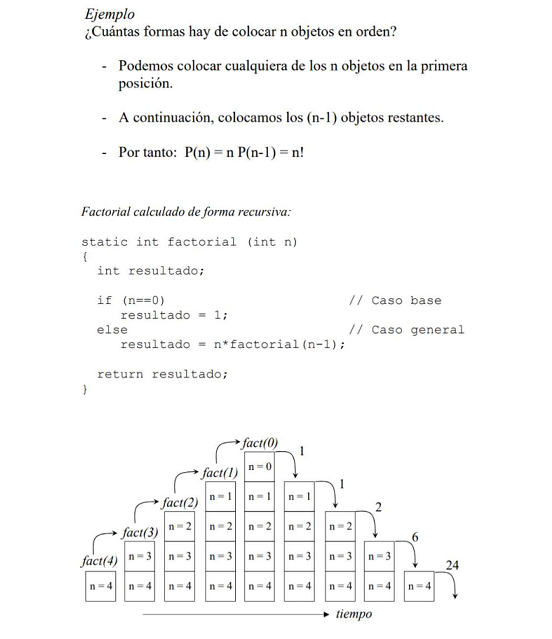 Ejemplo
¿Cuántas formas hay de colocar n objetos en orden?
- Podemos colocar cualquiera de los n objetos en la primera
posición.
- A continuación, colocamos los (n-1) objetos restantes.
- Por tanto: P(n) = n P(n-1) = n!
Factorial calculado de forma recursiva:
static int factorial (int n)
{
int resultado;
if (n==0) // Caso base
resultado = 1;
else // Caso general
resultado = n*factorial(n-1);
return resultado;
}
fact(0) 1
fact(1) n = 0
fact(2) n = 1 n = 1 n = 1 1
fact(3) n = 2 n = 2 n = 2 n = 2 n = 2 2
fact(4) n = 3 n = 3 n = 3 n = 3 n = 3 n = 3 n = 3 6
n = 4 n = 4 n = 4 n = 4 n = 4 n = 4 n = 4 n = 4 n = 4 24
tiempo